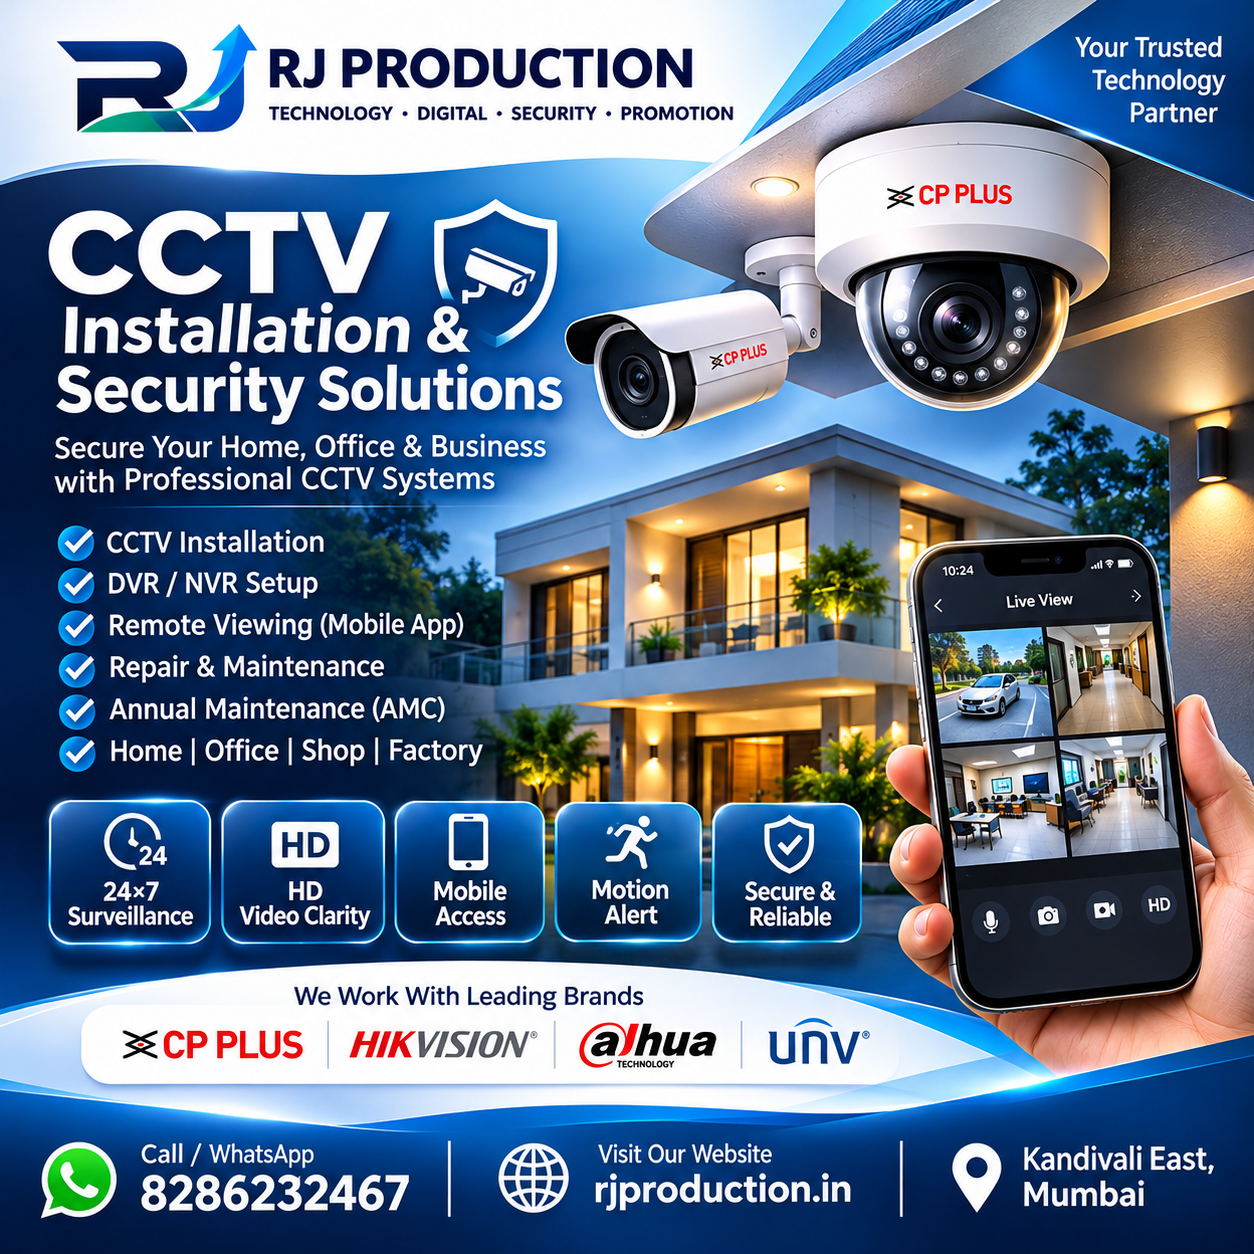 RJ PRODUCTION
TECHNOLOGY • DIGITAL • SECURITY • PROMOTION
Your Trusted
Technology
Partner
CP PLUS
CP PLUS
CCTV
Installation &
Security Solutions
Secure Your Home, Office & Business
with Professional CCTV Systems
CCTV Installation
DVR / NVR Setup
Remote Viewing (Mobile App)
Repair & Maintenance
Annual Maintenance (AMC)
Home | Office | Shop | Factory
10:24
Live View
HD
24
24×7
Surveillance
HD
HD
Video Clarity
Mobile
Access
Motion
Alert
Secure &
Reliable
We Work With Leading Brands
CP PLUS
HIKVISION®
alhua
TECHNOLOGY
unv®
Call / WhatsApp
8286232467
Visit Our Website
rjproduction.in
Kandivali East,
Mumbai